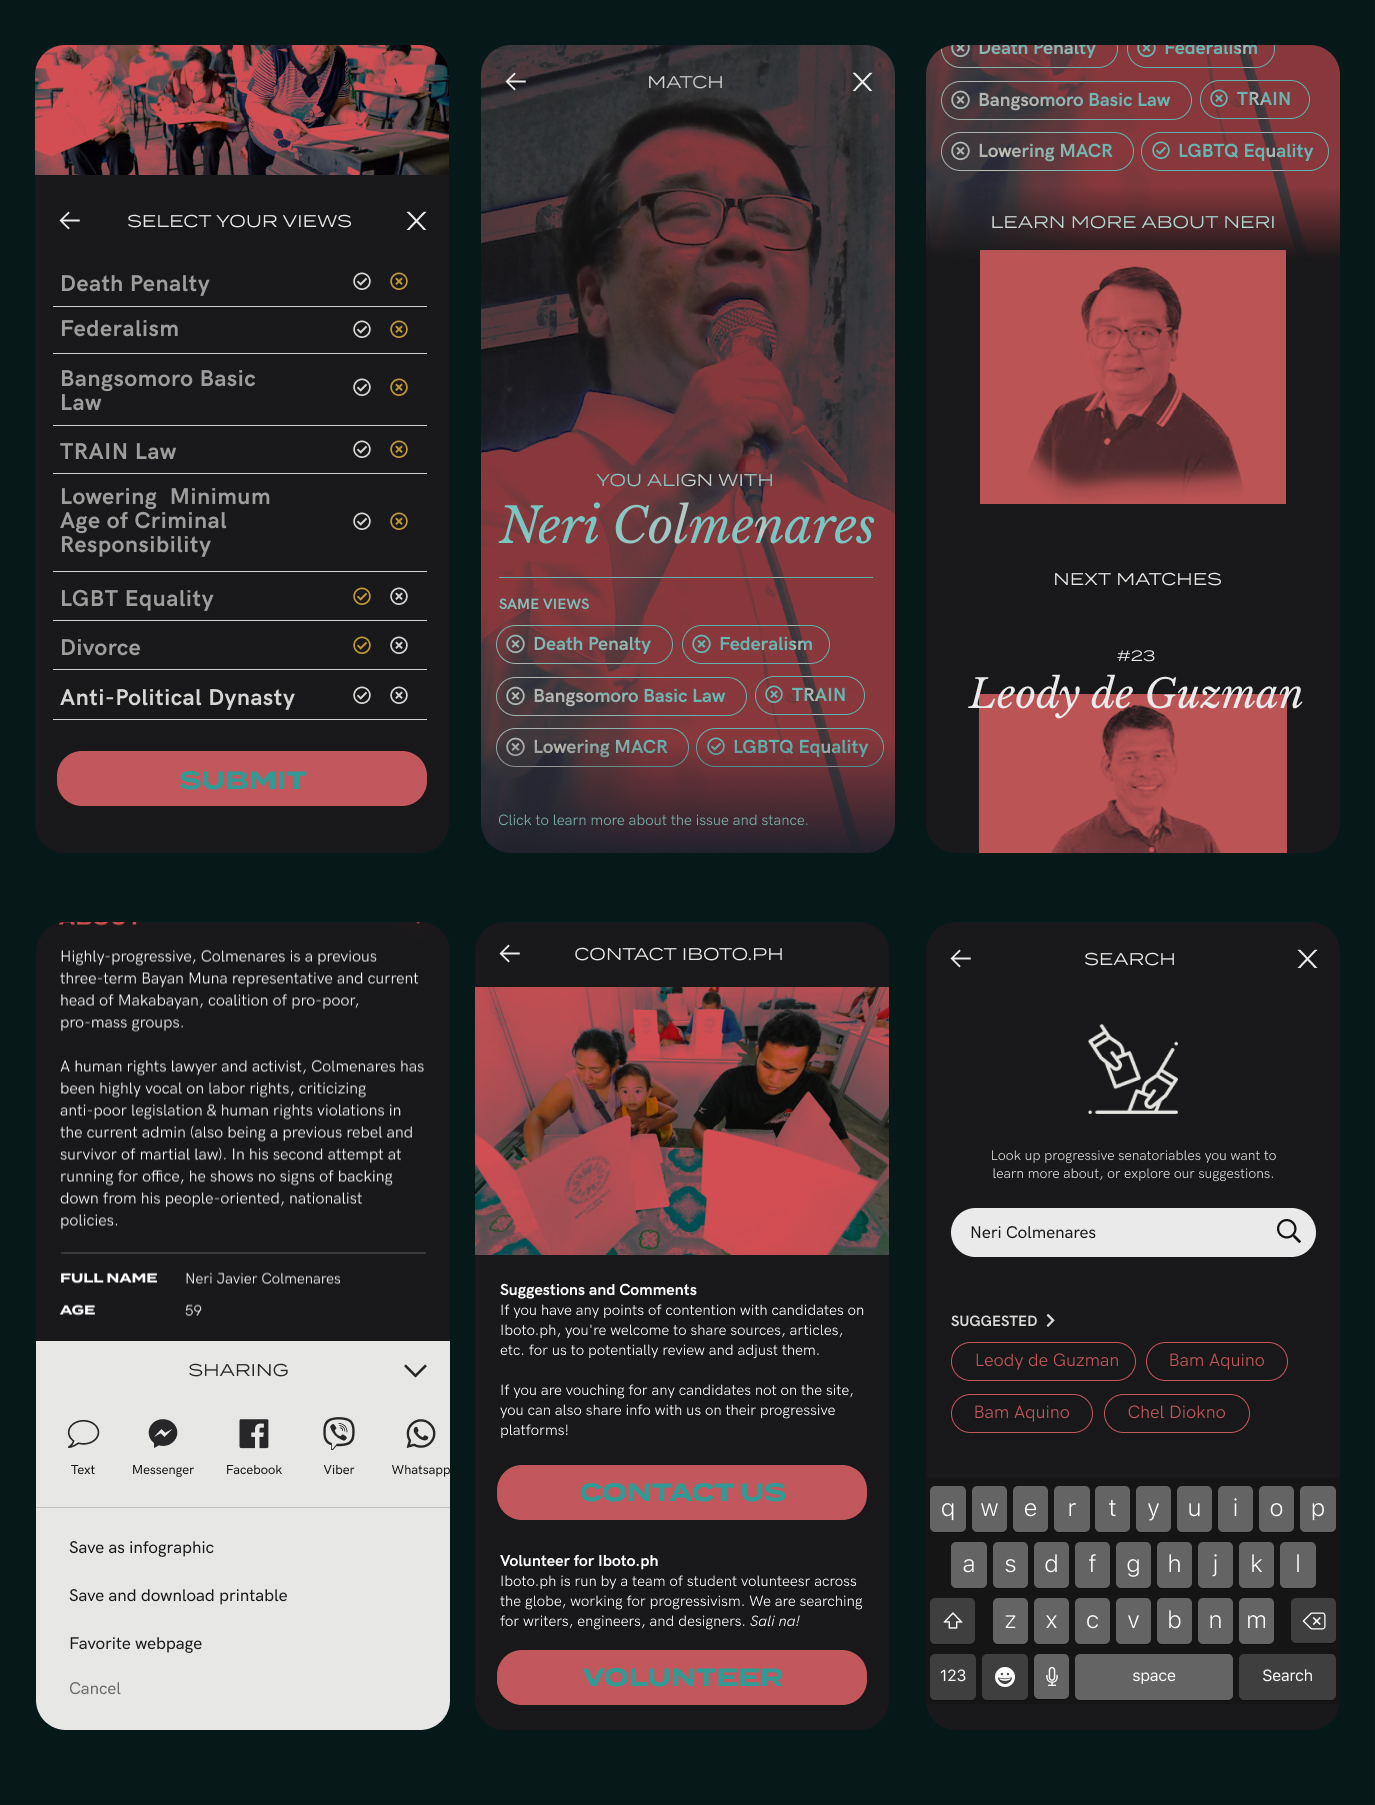 SELECT YOUR VIEWS
Death Penalty
Federalism
Bangsomoro Basic
Law
TRAIN Law
Lowering  Minimum
Age of Criminal
Responsibility
LGBT Equality
Divorce
Anti-Political Dynasty
SUBMIT
MATCH
YOU ALIGN WITH
Neri Colmenares
SAME VIEWS
Death Penalty
Federalism
Bangsomoro Basic Law
TRAIN
Lowering MACR
LGBTQ Equality
Click to learn more about the issue and stance.
Death Penalty
Federalism
Bangsomoro Basic Law
TRAIN
Lowering MACR
LGBTQ Equality
LEARN MORE ABOUT NERI
NEXT MATCHES
#23
Leody de Guzman
ABOUT
Highly-progressive, Colmenares is a previous
three-term Bayan Muna representative and current
head of Makabayan, coalition of pro-poor,
pro-mass groups.
A human rights lawyer and activist, Colmenares has
been highly vocal on labor rights, criticizing
anti-poor legislation & human rights violations in
the current admin (also being a previous rebel and
survivor of martial law). In his second attempt at
running for office, he shows no signs of backing
down from his people-oriented, nationalist
policies.
FULL NAME Neri Javier Colmenares
AGE 59
SHARING
Text
Messenger
Facebook
Viber
Whatsapp
Save as infographic
Save and download printable
Favorite webpage
Cancel
CONTACT IBOTO.PH
Suggestions and Comments
If you have any points of contention with candidates on
Iboto.ph, you're welcome to share sources, articles,
etc. for us to potentially review and adjust them.
If you are vouching for any candidates not on the site,
you can also share info with us on their progressive
platforms!
CONTACT US
Volunteer for Iboto.ph
Iboto.ph is run by a team of student volunteesr across
the globe, working for progressivism. We are searching
for writers, engineers, and designers. Sali na!
VOLUNTEER
SEARCH
Look up progressive senatoriables you want to
learn more about, or explore our suggestions.
Neri Colmenares
SUGGESTED
Leody de Guzman
Bam Aquino
Bam Aquino
Chel Diokno
q w e r t y u i o p
a s d f g h j k l
z x c v b n m
123 space Search